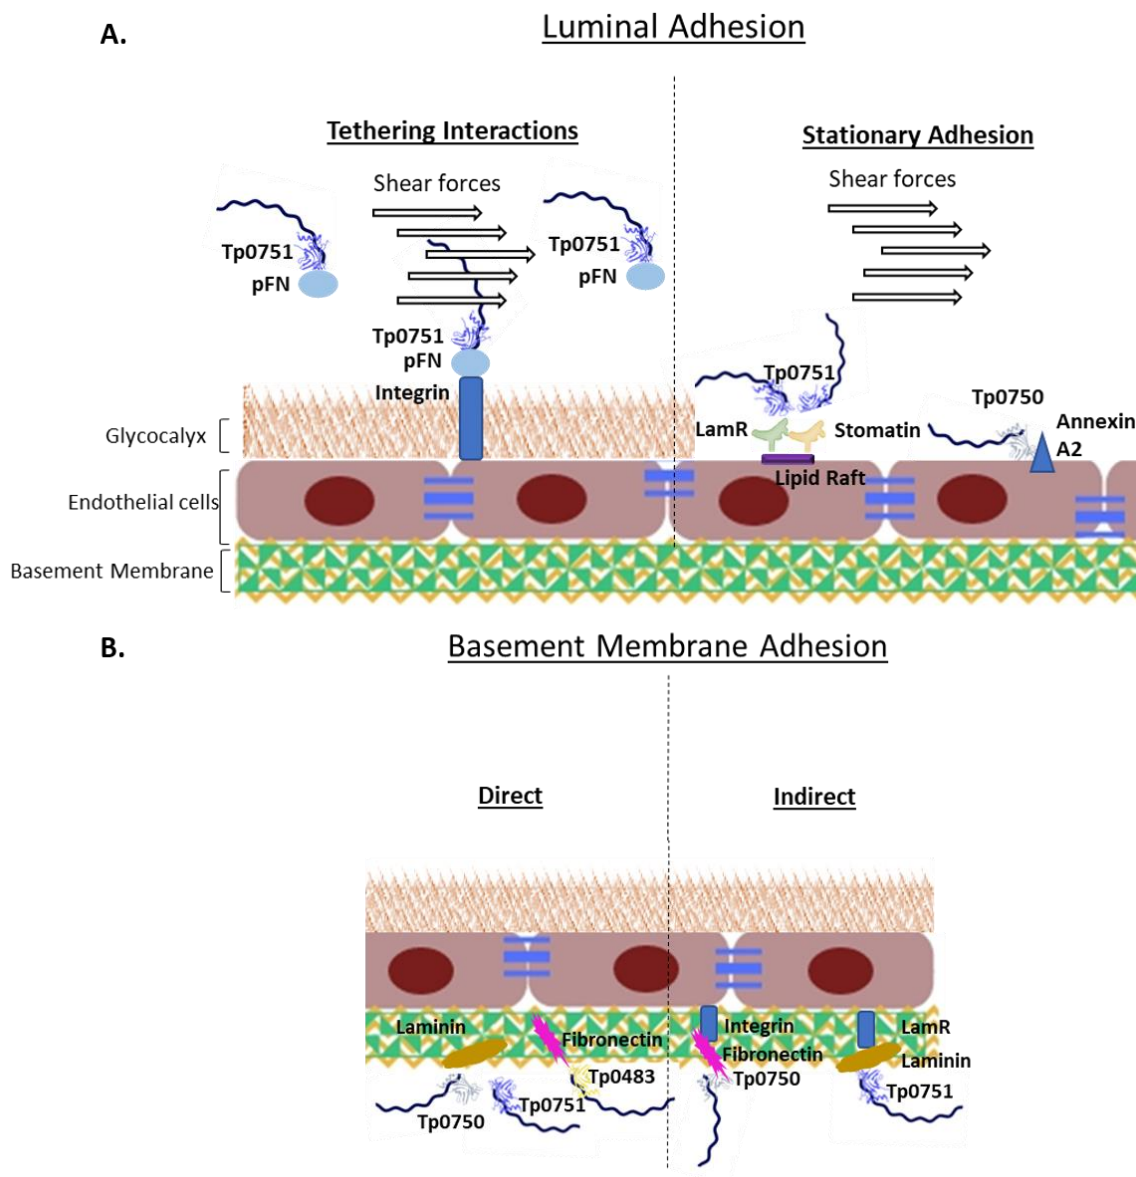 A.
Luminal Adhesion
Tethering Interactions
Stationary Adhesion
Shear forces
Shear forces
Tp0751
pFN
Tp0751
pFN
Tp0751
pFN
Integrin
Tp0751
Tp0750
LamR
Stomatin
Annexin
A2
Glycocalyx
Lipid Raft
Endothelial cells
Basement Membrane
B.
Basement Membrane Adhesion
Direct
Indirect
Laminin
Fibronectin
Integrin
LamR
Fibronectin
Laminin
Tp0483
Tp0750
Tp0751
Tp0751
Tp0750